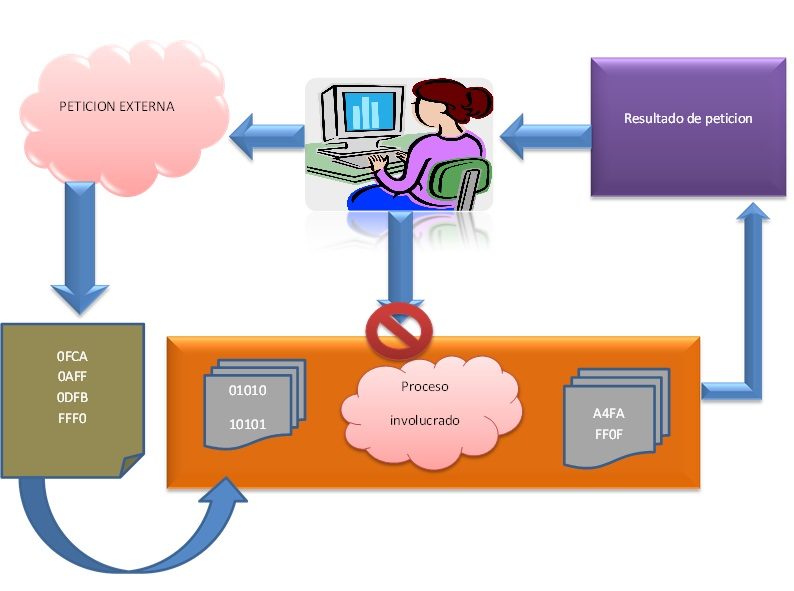 PETICION EXTERNA
Resultado de peticion
0FCA
0AFF
0DFB
FFF0
01010
10101
Proceso
involucrado
A4FA
FF0F